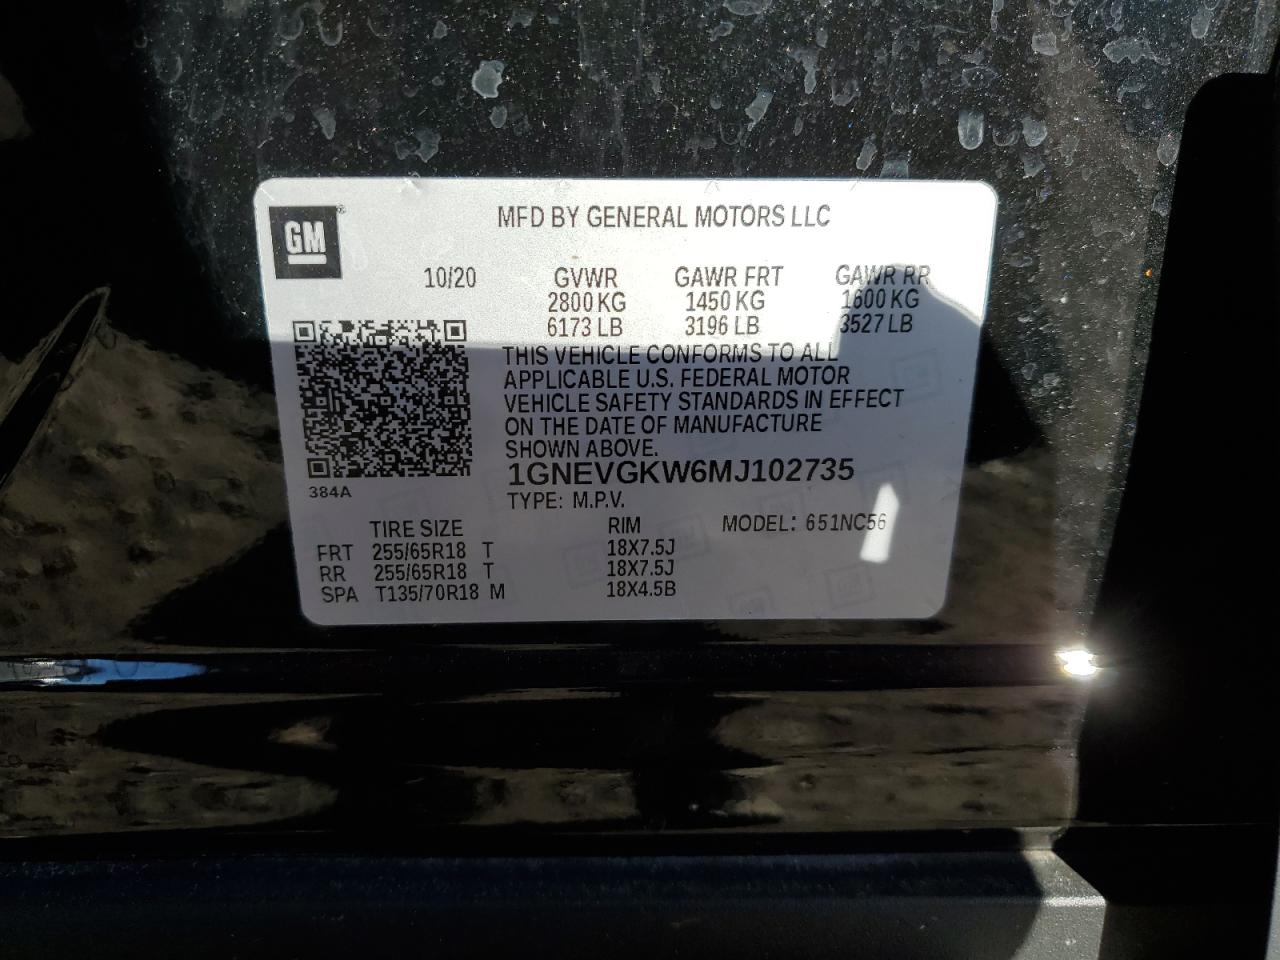 GM ®
MFD BY GENERAL MOTORS LLC
10/20 GVWR GAWR FRT GAWR RR
2800 KG 1450 KG 1600 KG
6173 LB 3196 LB 3527 LB
THIS VEHICLE CONFORMS TO ALL
APPLICABLE U.S. FEDERAL MOTOR
VEHICLE SAFETY STANDARDS IN EFFECT
ON THE DATE OF MANUFACTURE
SHOWN ABOVE.
1GNEVGKW6MJ102735
384A
TYPE: M.P.V.
TIRE SIZE RIM MODEL: 651NC56
FRT 255/65R18 T 18X7.5J
RR 255/65R18 T 18X7.5J
SPA T135/70R18 M 18X4.5B